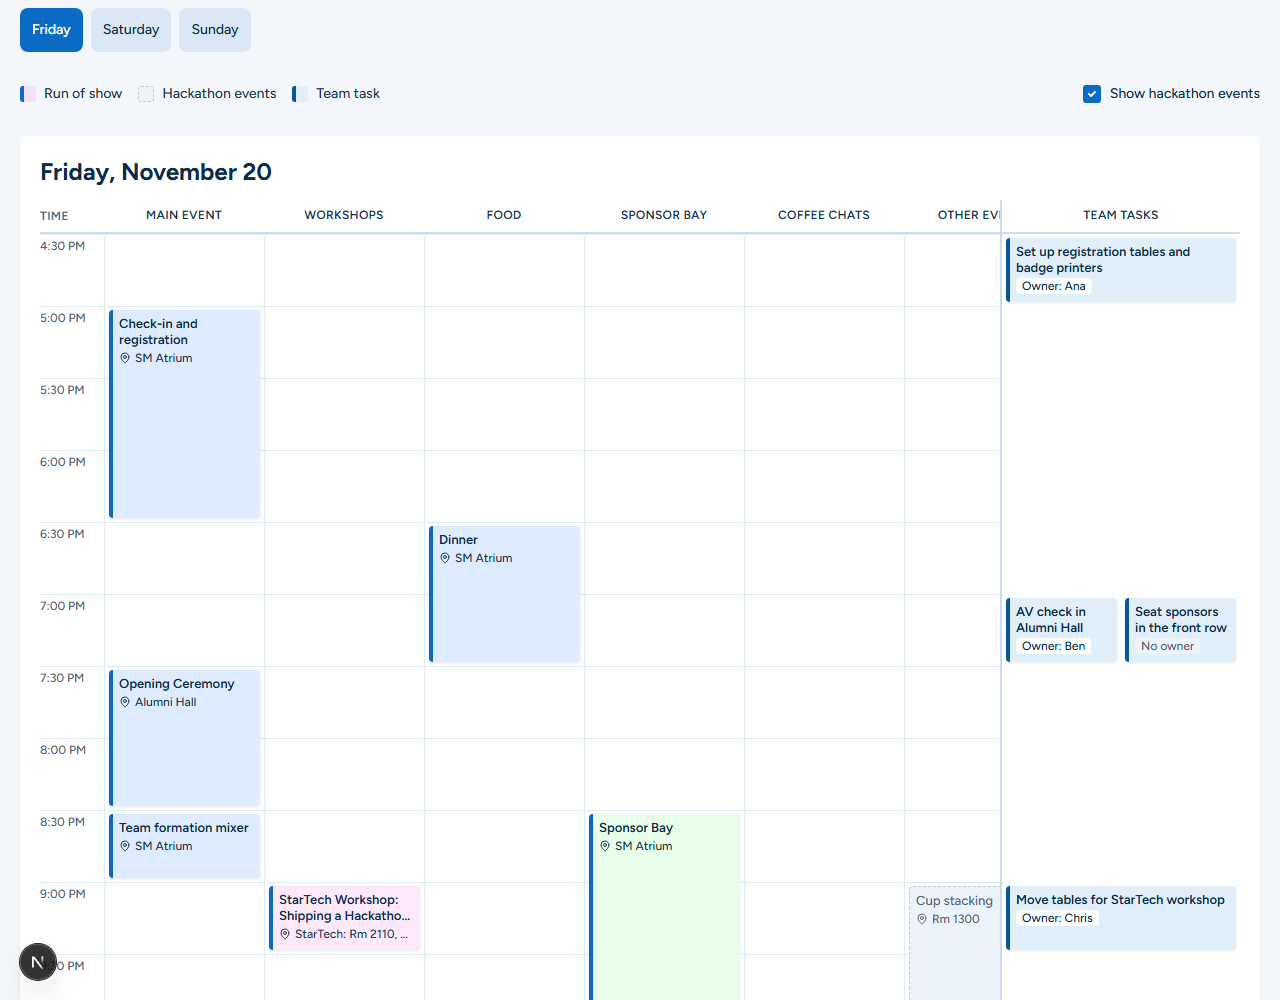 Friday
Saturday
Sunday
Run of show
Hackathon events
Team task
Show hackathon events
Friday, November 20
TIME
MAIN EVENT
WORKSHOPS
FOOD
SPONSOR BAY
COFFEE CHATS
OTHER EV
TEAM TASKS
4:30 PM
Set up registration tables and
badge printers
Owner: Ana
5:00 PM
Check-in and
registration
SM Atrium
5:30 PM
6:00 PM
6:30 PM
Dinner
SM Atrium
7:00 PM
AV check in
Alumni Hall
Owner: Ben
Seat sponsors
in the front row
No owner
7:30 PM
Opening Ceremony
Alumni Hall
8:00 PM
8:30 PM
Team formation mixer
SM Atrium
Sponsor Bay
SM Atrium
9:00 PM
StarTech Workshop:
Shipping a Hackatho...
StarTech: Rm 2110, ...
Cup stacking
Rm 1300
Move tables for StarTech workshop
Owner: Chris
N
30 PM